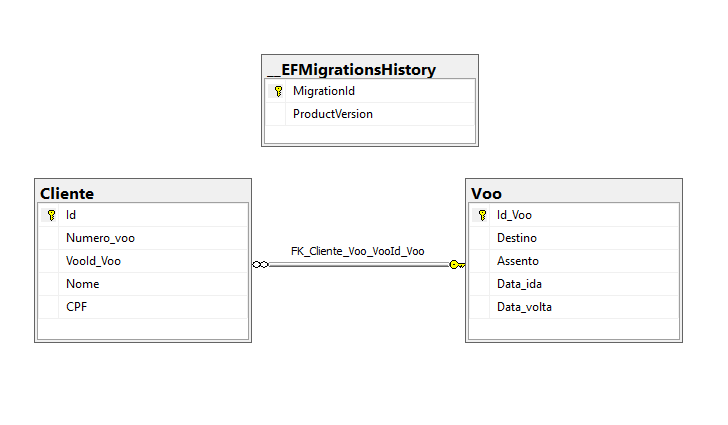 __EFMigrationsHistory
MigrationId
ProductVersion
Cliente
Id
Numero_voo
VooId_Voo
Nome
CPF
FK_Cliente_Voo_VooId_Voo
Voo
Id_Voo
Destino
Assento
Data_ida
Data_volta